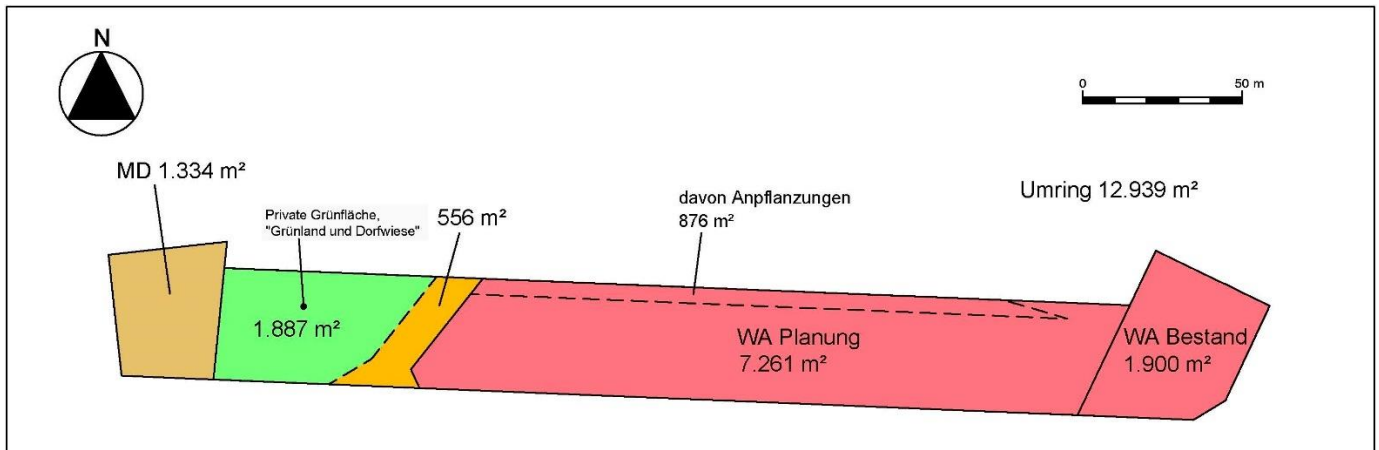 N
0 50 m
MD 1.334 m²
Umring 12.939 m²
davon Anpflanzungen
876 m²
Private Grünfläche,
"Grünland und Dorfwiese"
556 m²
1.887 m²
WA Planung
7.261 m²
WA Bestand
1.900 m²